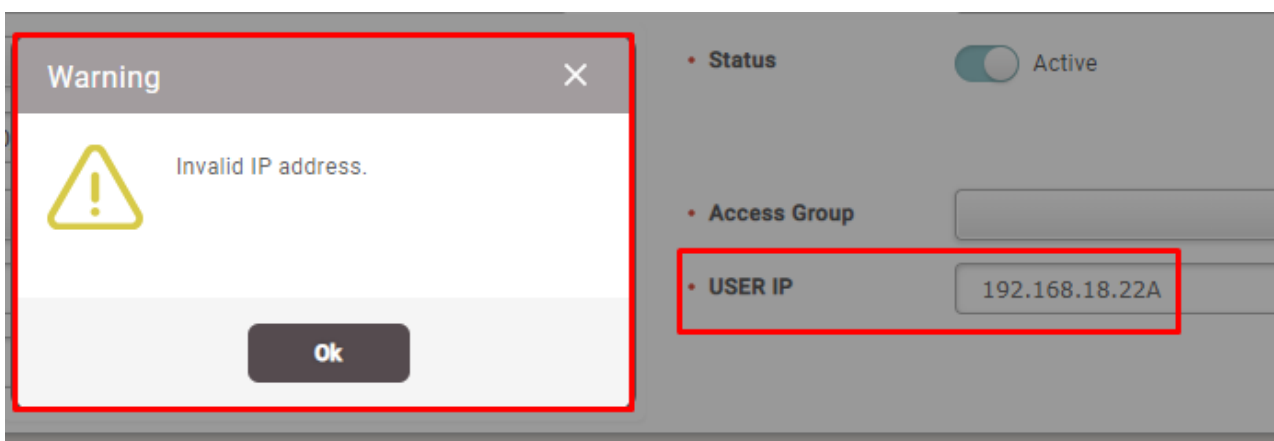 Warning
Invalid IP address.
Ok
Status
Active
Access Group
USER IP
192.168.18.22A